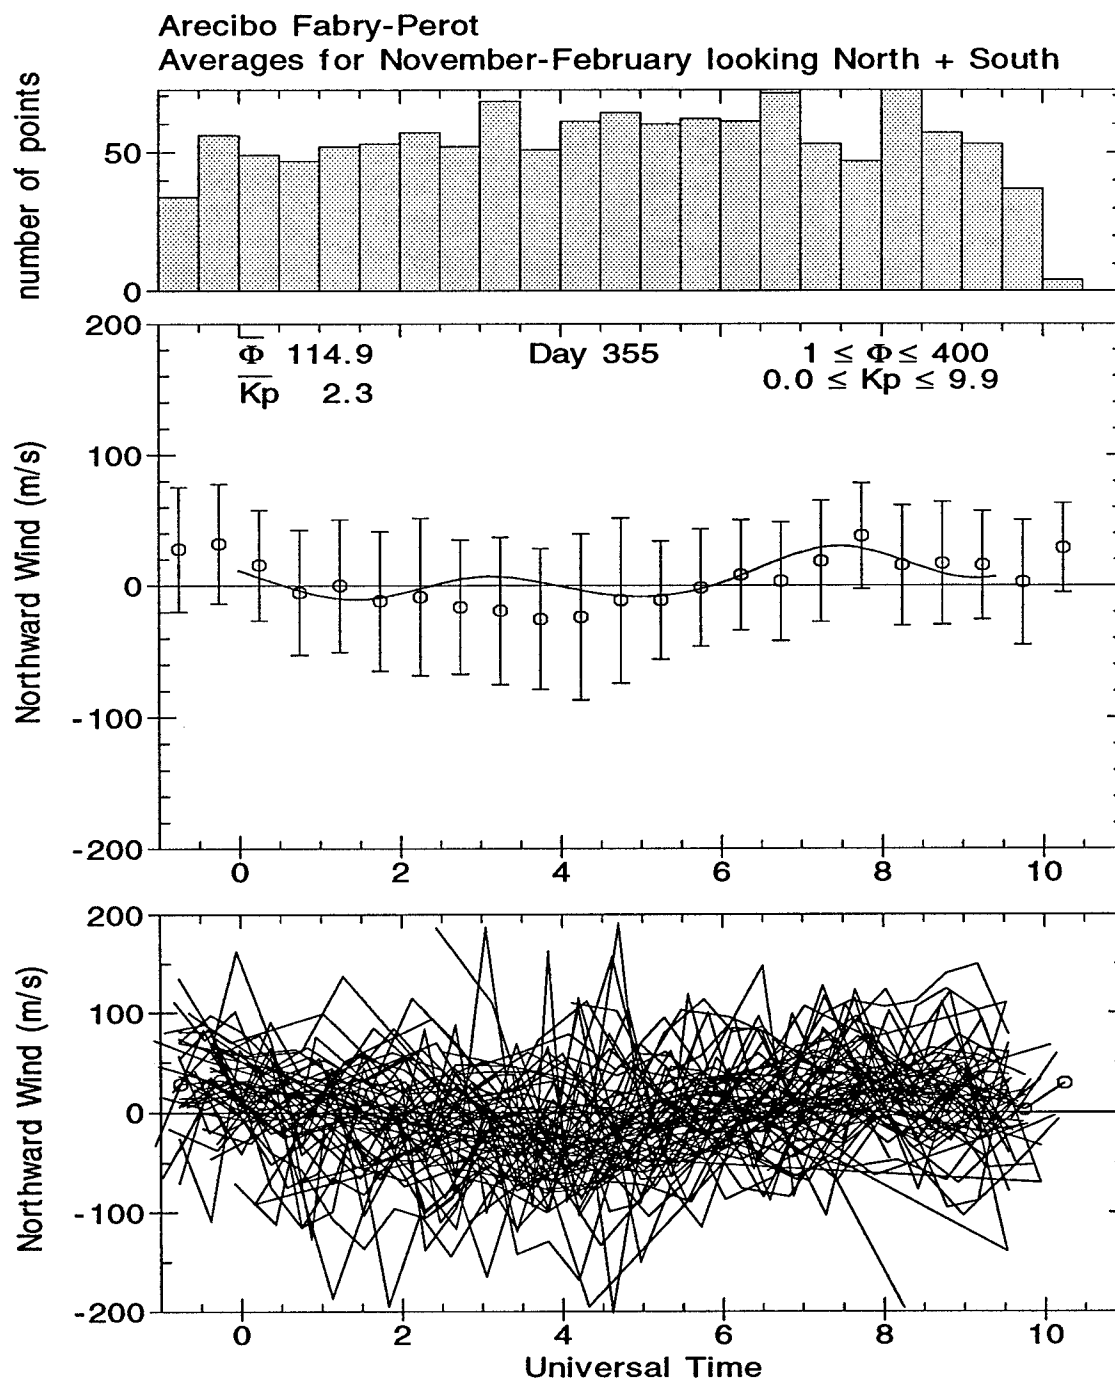 Arecibo Fabry-Perot
Averages for November-February looking North + South
number of points
50
0
200
100
0
-100
-200
Northward Wind (m/s)
Φ 114.9
Day 355
1 ≤ Φ ≤ 400
Kp 2.3
0.0 ≤ Kp ≤ 9.9
0 2 4 6 8 10
200
100
0
-100
-200
Northward Wind (m/s)
0 2 4 6 8 10
Universal Time